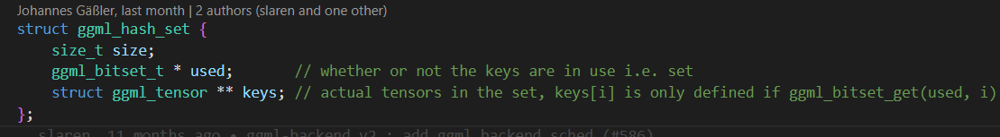 Johannes Gäßler, last month | 2 authors (slaren and one other)
struct ggml_hash_set {
    size_t size;
    ggml_bitset_t * used;       // whether or not the keys are in use i.e. set
    struct ggml_tensor ** keys; // actual tensors in the set, keys[i] is only defined if ggml_bitset_get(used, i)
};
slaren, 11 months ago • ggml-backend v2 : add ggml_backend_sched (#586)